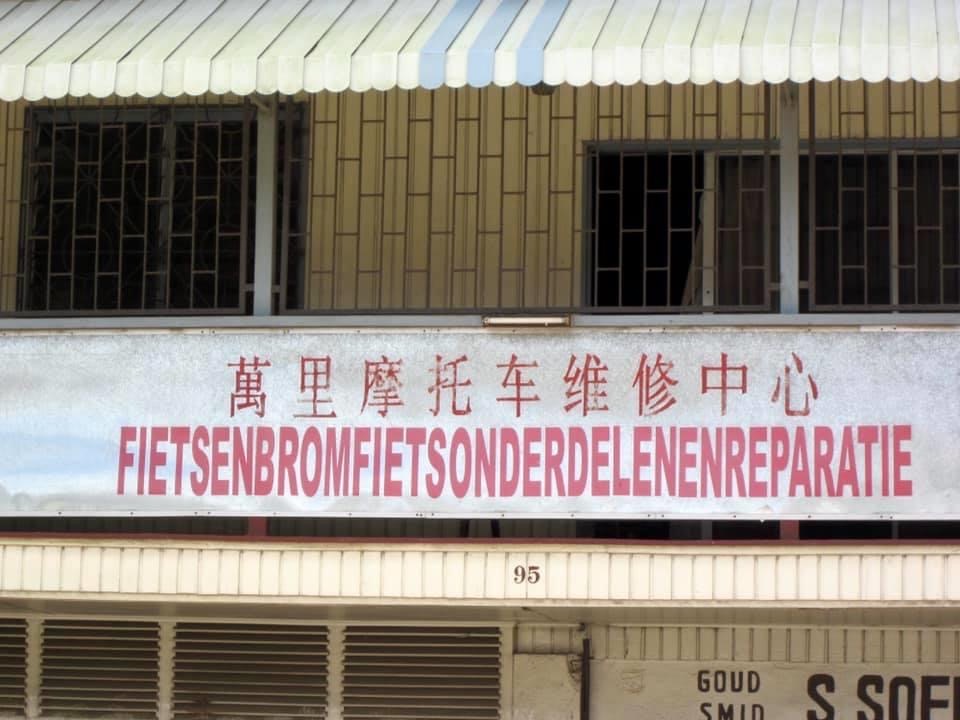 萬里摩托车维修中心
FIETSENBROMFIETSONDERDELENENREPARATIE
95
GOUD
SMID
S